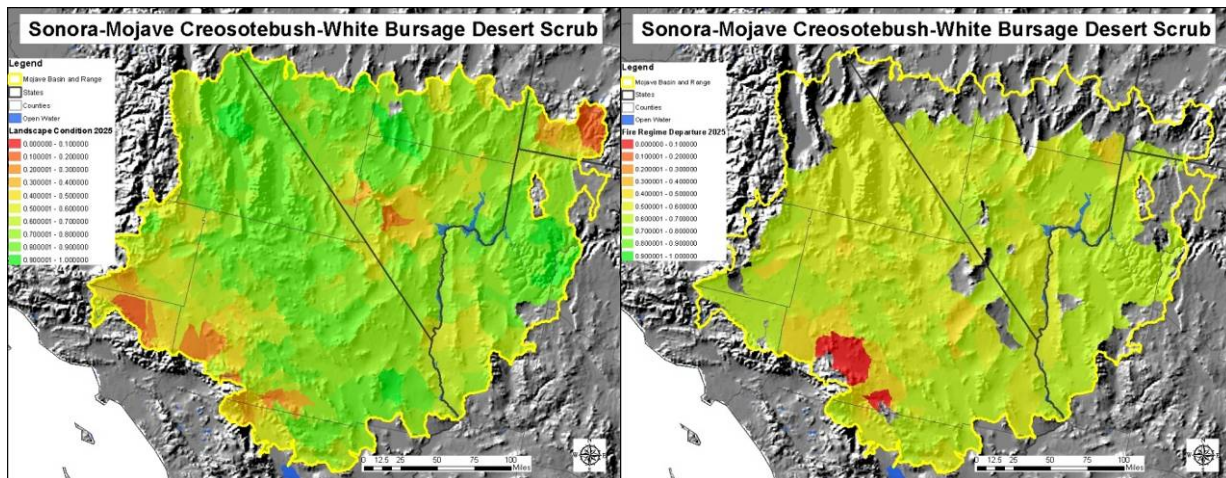 Sonora-Mojave Creosotebush-White Bursage Desert Scrub
Legend
Mojave Basin and Range
States
Counties
Open Water
Landscape Condition 2025
0.000000 - 0.100000
0.100001 - 0.200000
0.200001 - 0.300000
0.300001 - 0.400000
0.400001 - 0.500000
0.500001 - 0.600000
0.600001 - 0.700000
0.700001 - 0.800000
0.800001 - 0.900000
0.900001 - 1.000000
0 12.5 25 50 75 100
Miles
Sonora-Mojave Creosotebush-White Bursage Desert Scrub
Legend
Mojave Basin and Range
States
Counties
Open Water
Fire Regime Departure 2025
0.000000 - 0.100000
0.100001 - 0.200000
0.200001 - 0.300000
0.300001 - 0.400000
0.400001 - 0.500000
0.500001 - 0.600000
0.600001 - 0.700000
0.700001 - 0.800000
0.800001 - 0.900000
0.900001 - 1.000000
0 12.5 25 50 75 100
Miles